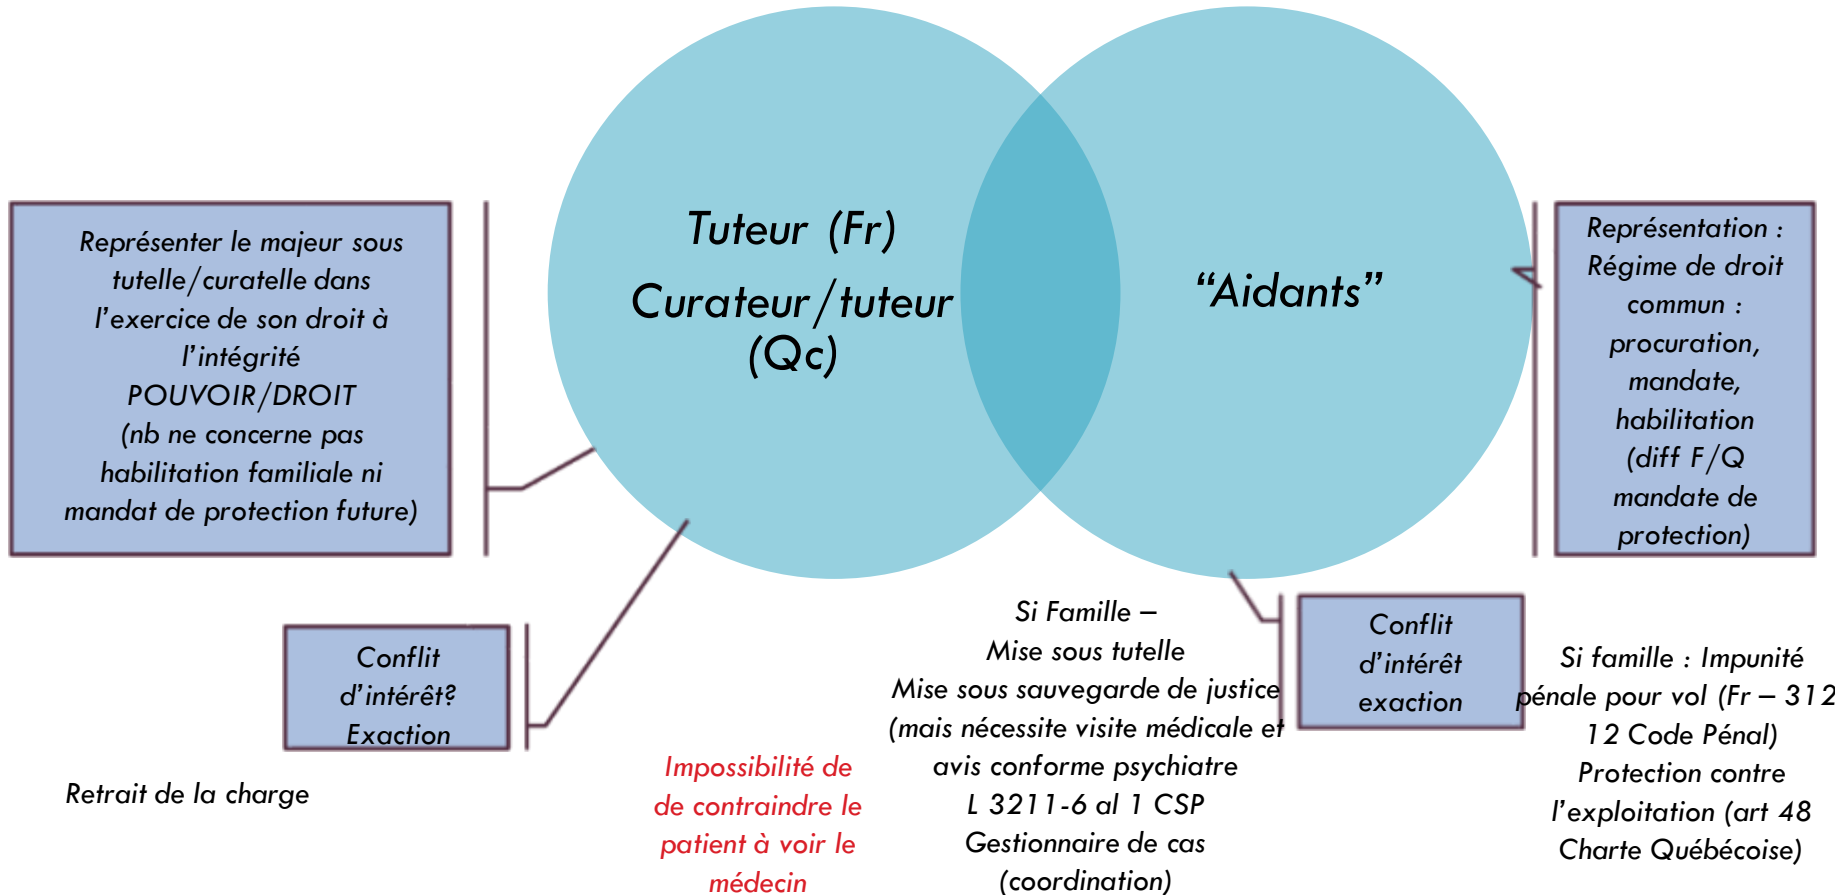 Tuteur (Fr)
Curateur/tuteur
(Qc)
“Aidants”
Représenter le majeur sous
tutelle/curatelle dans
l’exercice de son droit à
l’intégrité
POUVOIR/DROIT
(nb ne concerne pas
habilitation familiale ni
mandat de protection future)
Représentation :
Régime de droit
commun :
procuration,
mandate,
habilitation
(diff F/Q
mandate de
protection)
Conflit
d’intérêt?
Exaction
Retrait de la charge
Impossibilité de
de contraindre le
patient à voir le
médecin
Si Famille –
Mise sous tutelle
Mise sous sauvegarde de justice
(mais nécessite visite médicale et
avis conforme psychiatre
L 3211-6 al 1 CSP
Gestionnaire de cas
(coordination)
Conflit
d’intérêt
exaction
Si famille : Impunité
pénale pour vol (Fr – 312
12 Code Pénal)
Protection contre
l’exploitation (art 48
Charte Québécoise)